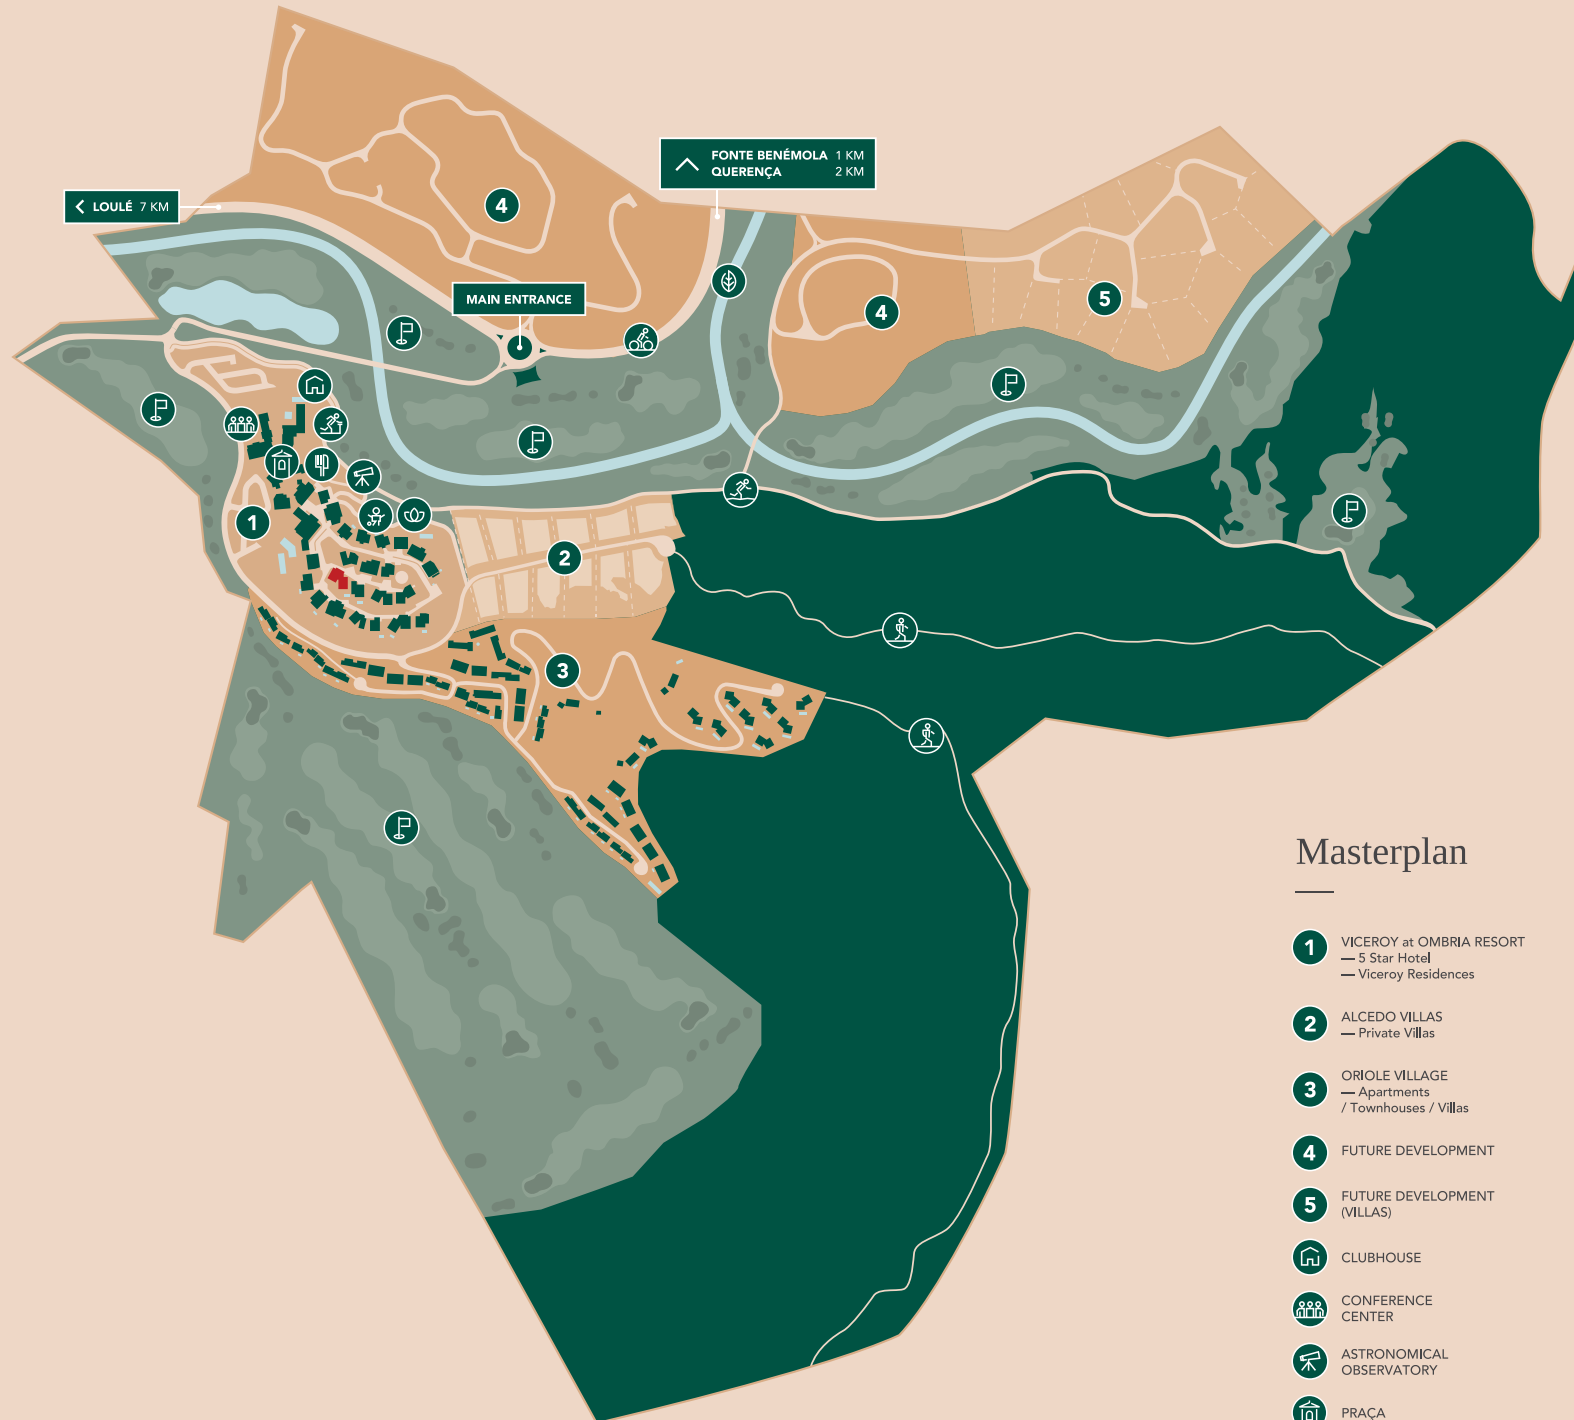 FONTE BENÉMOLA 1 KM
QUERENÇA 2 KM
LOULÉ 7 KM
4
MAIN ENTRANCE
4
5
1
2
3
Masterplan
1 VICEROY at OMBRIA RESORT
— 5 Star Hotel
— Viceroy Residences
2 ALCEDO VILLAS
— Private Villas
3 ORIOLE VILLAGE
— Apartments
/ Townhouses / Villas
4 FUTURE DEVELOPMENT
5 FUTURE DEVELOPMENT
(VILLAS)
CLUBHOUSE
CONFERENCE
CENTER
ASTRONOMICAL
OBSERVATORY
PRAÇA